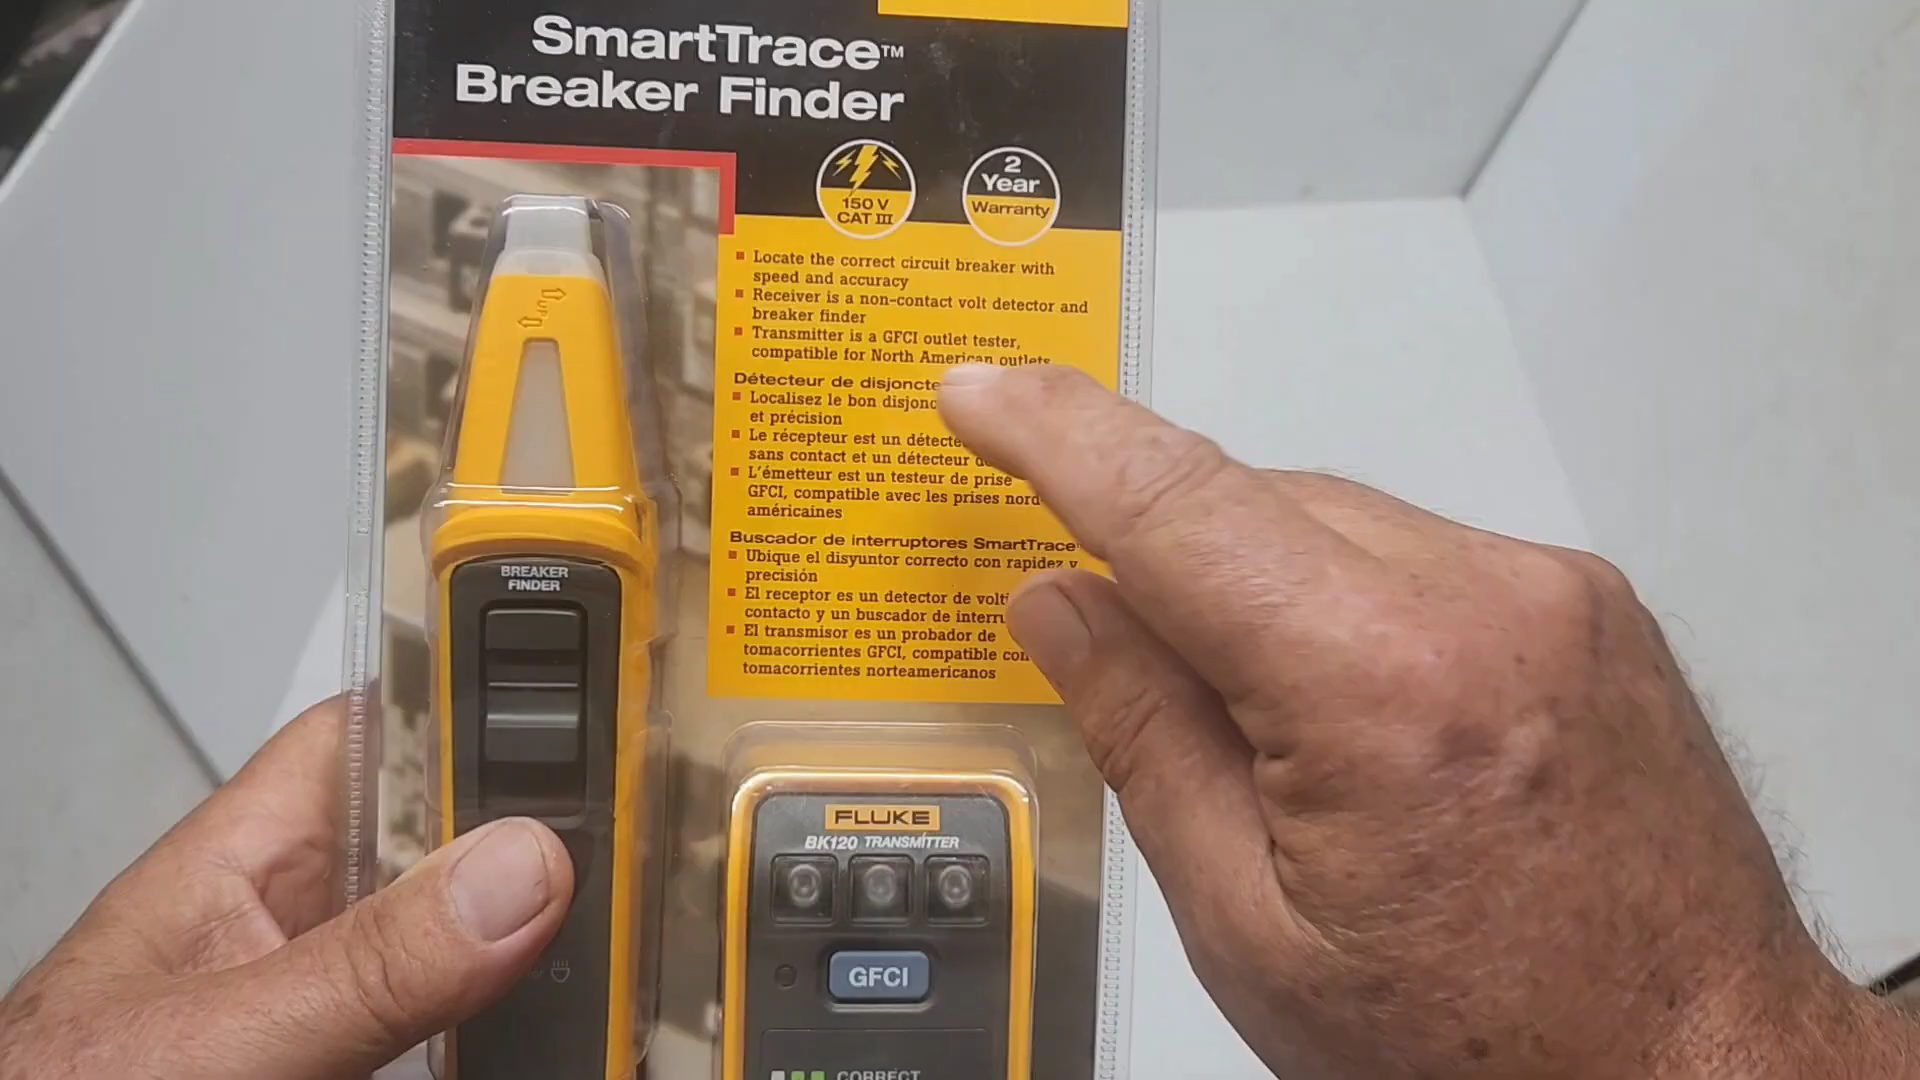 SmartTrace™
Breaker Finder
150 V
CAT III
2
Year
Warranty
Locate the correct circuit breaker with
speed and accuracy
Receiver is a non-contact volt detector and
breaker finder
Transmitter is a GFCI outlet tester,
compatible for North American outlets
Détecteur de
Localisez le bon
et précision
Le récepteur est un
sans contact et un détecteur
L'émetteur est un testeur de prise
GFCI, compatible avec les prises nord-
américaines
Buscador de interruptores SmartTrace
Ubique el disyuntor correcto con rapidez y
precisión
El receptor es un detector de
contacto y un buscador de
El transmisor es un probador de
tomacorrientes GFCI, compatible con
tomacorrientes norteamericanos
UP
BREAKER
FINDER
FLUKE
BK120 TRANSMITTER
GFCI
CORRECT